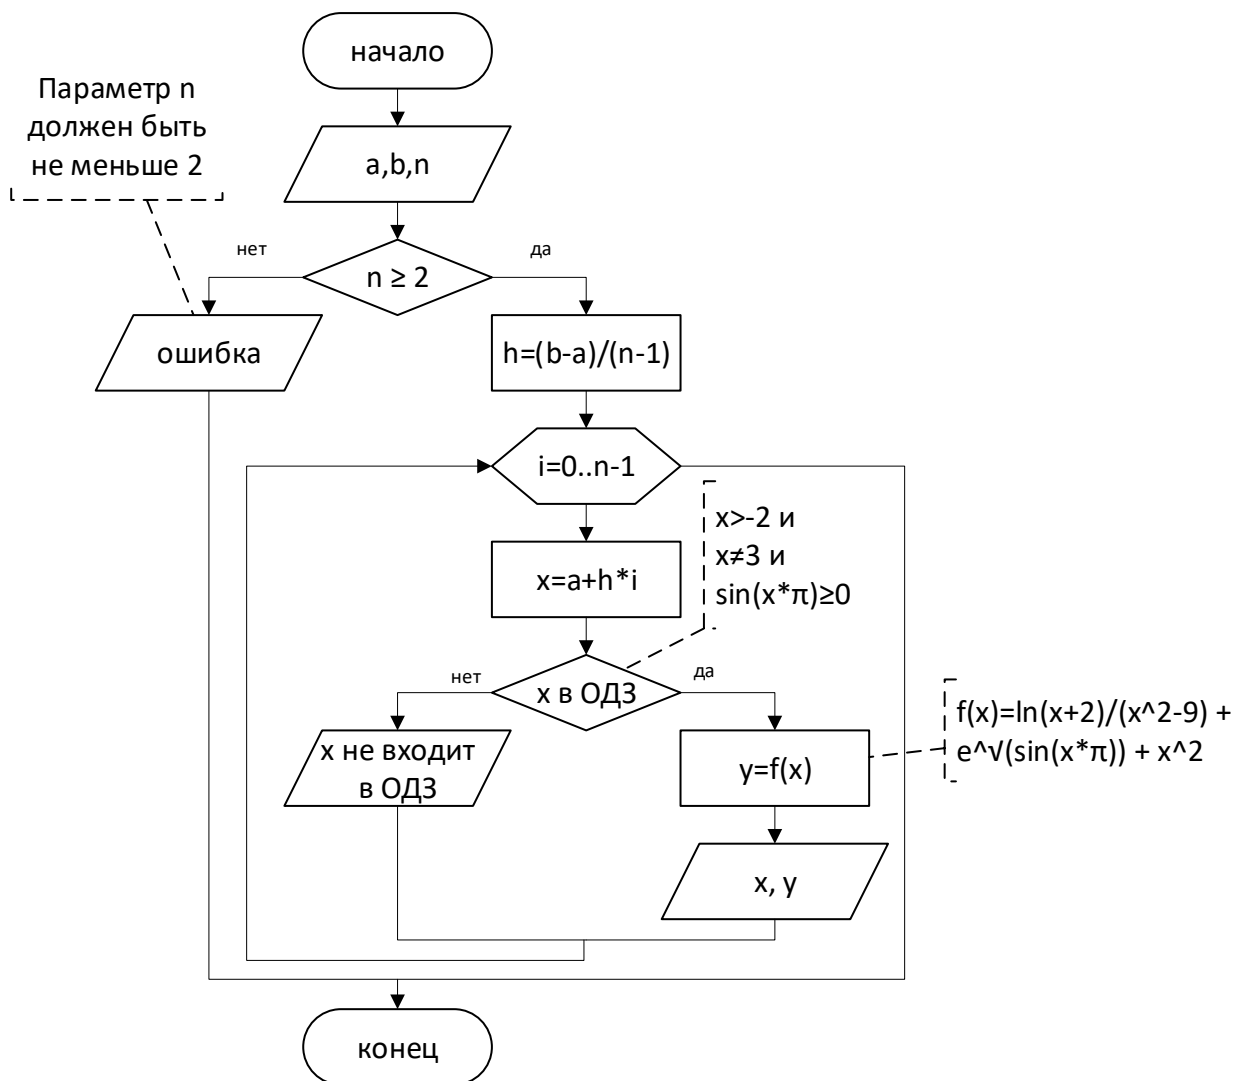 начало
Параметр n
должен быть
не меньше 2
a,b,n
нет
да
n ≥ 2
ошибка
h=(b-a)/(n-1)
i=0..n-1
x>-2 и
x≠3 и
sin(x*π)≥0
x=a+h*i
нет
да
x в ОДЗ
f(x)=ln(x+2)/(x^2-9) +
e^√(sin(x*π)) + x^2
x не входит
в ОДЗ
y=f(x)
x, y
конец